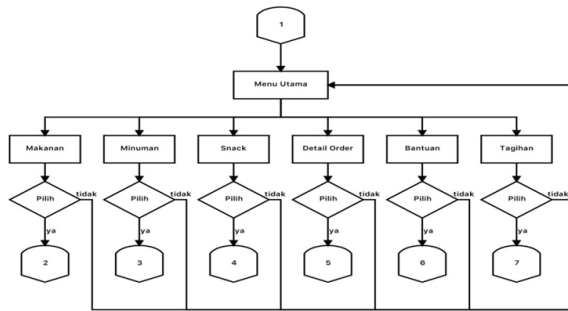 1
Menu Utama
Makanan
Minuman
Snack
Detail Order
Bantuan
Tagihan
Pilih
tidak
Pilih
tidak
Pilih
tidak
Pilih
tidak
Pilih
tidak
Pilih
tidak
ya
ya
ya
ya
ya
ya
2
3
4
5
6
7